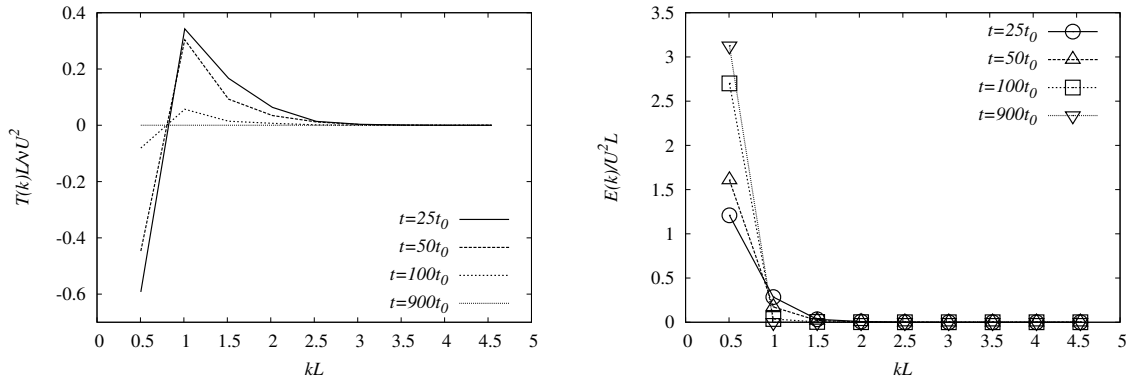 0.4
0.2
0
-0.2
-0.4
-0.6
T(k)L/νU²
0 0.5 1 1.5 2 2.5 3 3.5 4 4.5 5
kL
t=25t₀
t=50t₀
t=100t₀
t=900t₀
3.5
3
2.5
2
1.5
1
0.5
0
E(k)/U²L
0 0.5 1 1.5 2 2.5 3 3.5 4 4.5 5
kL
t=25t₀
t=50t₀
t=100t₀
t=900t₀